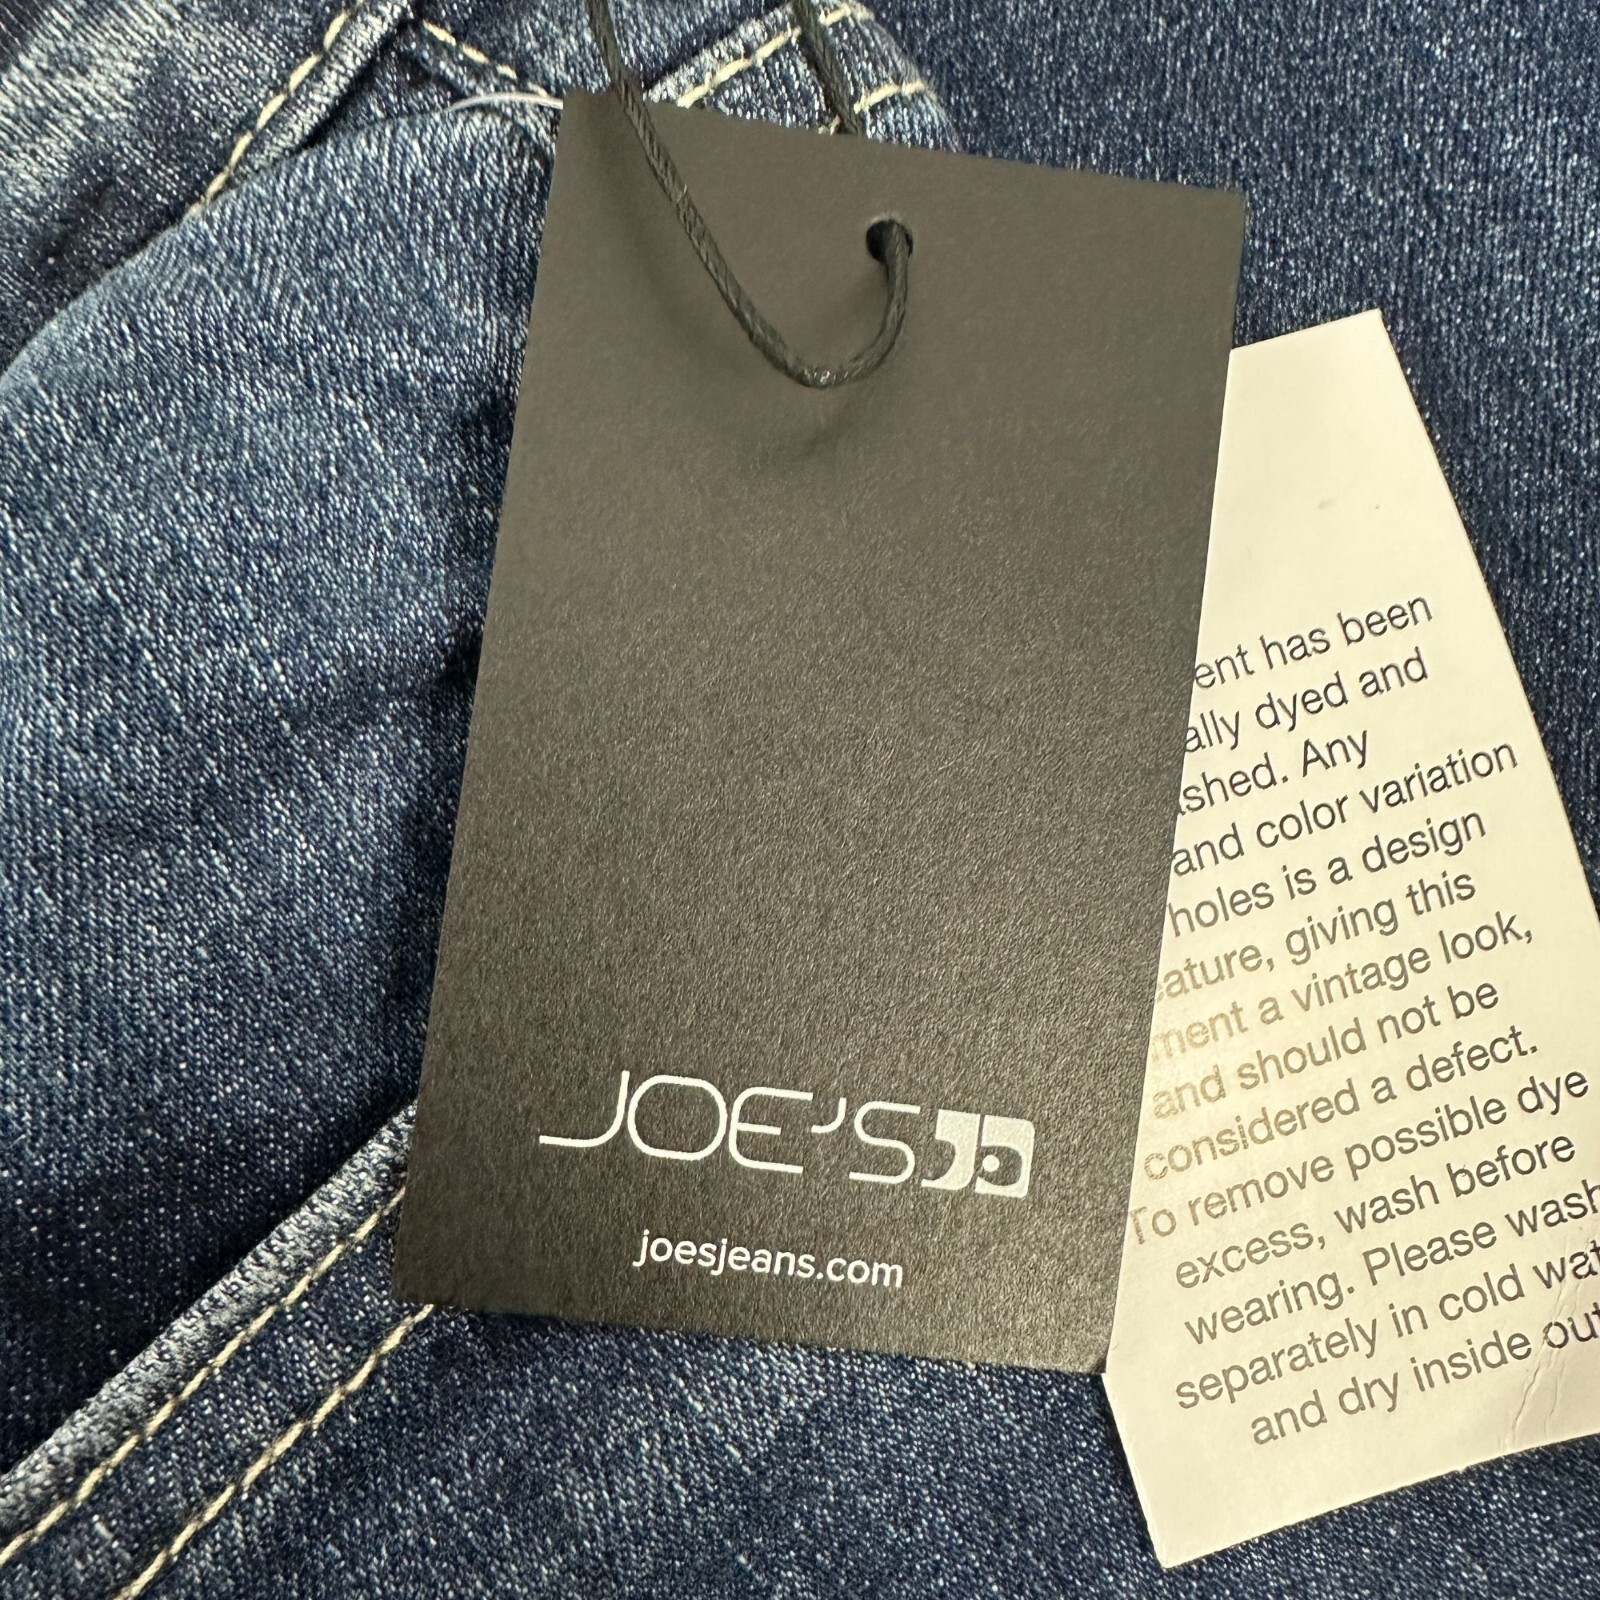 JOE'S
joesjeans.com
ent has been
ally dyed and
shed. Any
and color variation
holes is a design
ature, giving this
ment a vintage look,
and should not be
considered a defect.
To remove possible dye
excess, wash before
wearing. Please wash
separately in cold wat
and dry inside out